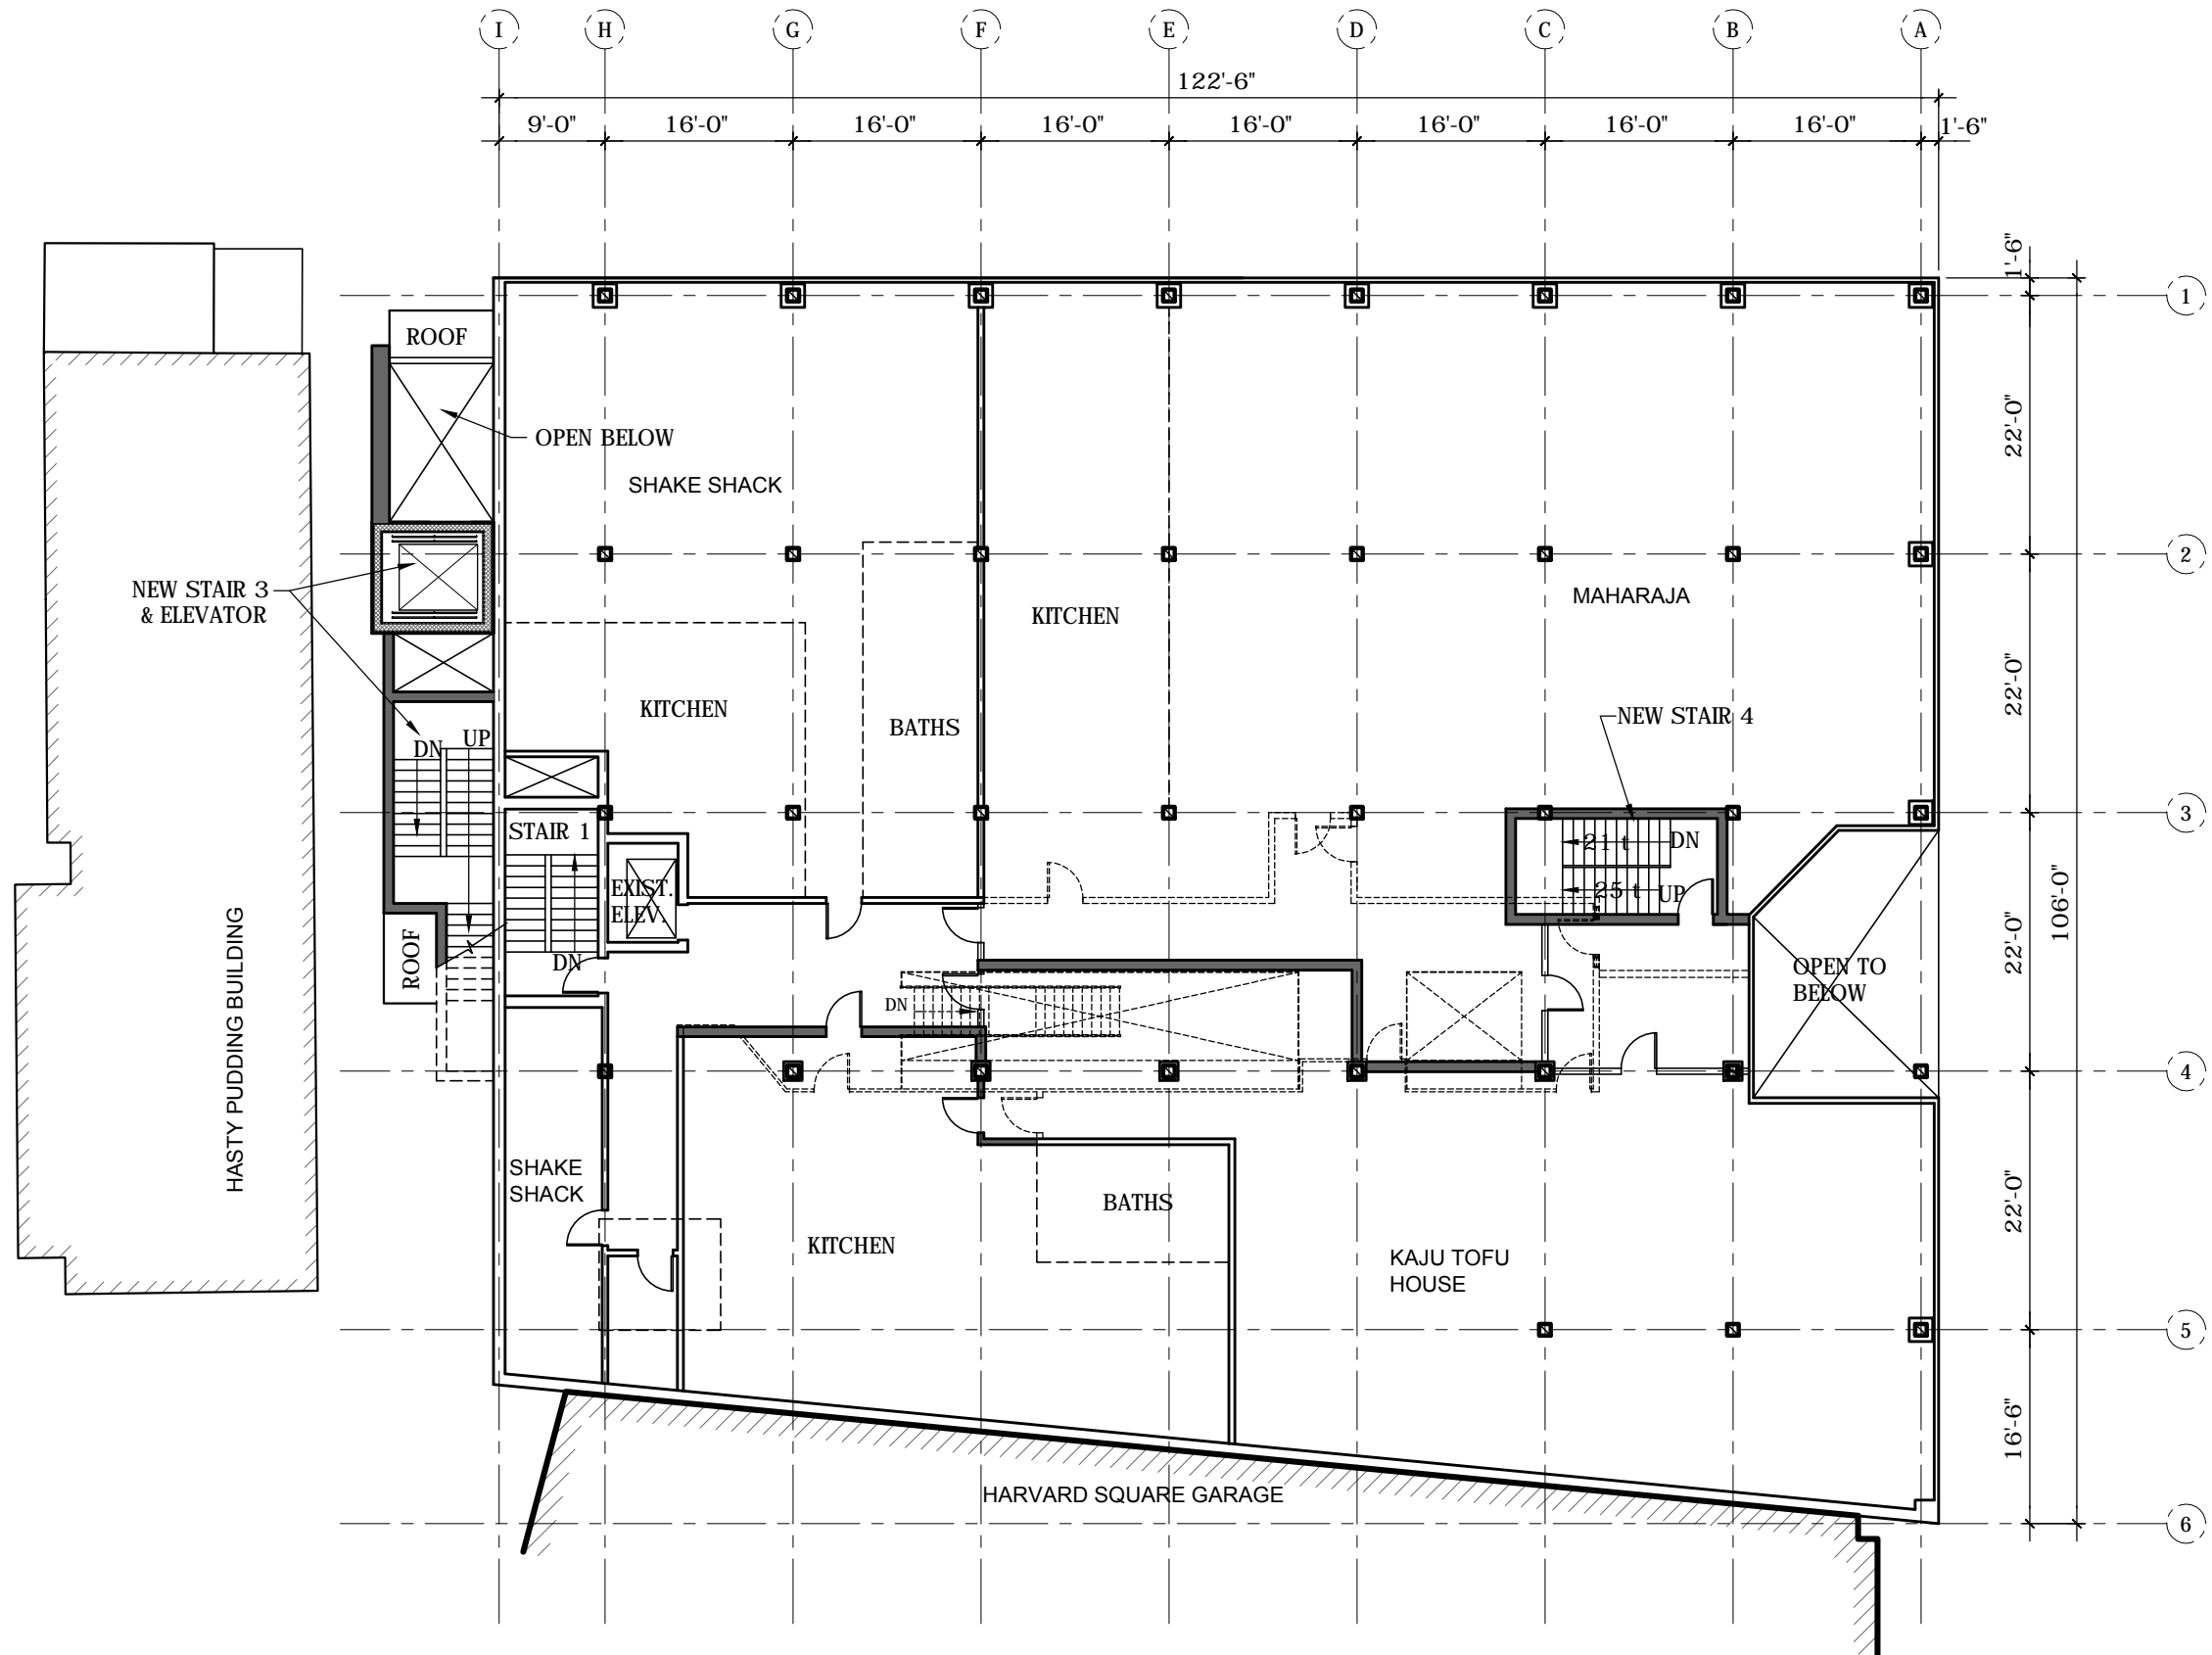 I H G F E D C B A
122'-6"
9'-0" 16'-0" 16'-0" 16'-0" 16'-0" 16'-0" 16'-0" 16'-0" 1'-6"
1'-6"
1
ROOF
22'-0"
OPEN BELOW
SHAKE SHACK
2
NEW STAIR 3
& ELEVATOR
KITCHEN
MAHARAJA
22'-0"
KITCHEN
BATHS
NEW STAIR 4
UP
DN
3
STAIR 1
21 t
DN
EXIST.
ELEV.
25 t
UP
106'-0"
22'-0"
ROOF
DN
OPEN TO
BELOW
DN
4
HASTY PUDDING BUILDING
SHAKE
SHACK
BATHS
22'-0"
KITCHEN
KAJU TOFU
HOUSE
5
16'-6"
HARVARD SQUARE GARAGE
6